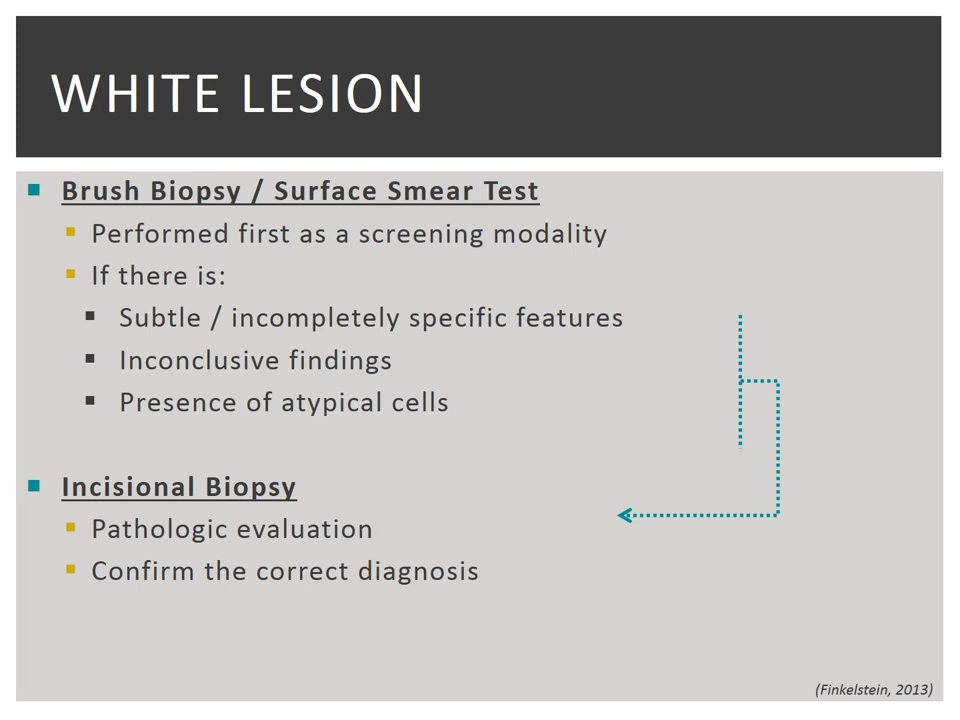 WHITE LESION
Brush Biopsy / Surface Smear Test
Performed first as a screening modality
If there is:
Subtle / incompletely specific features
Inconclusive findings
Presence of atypical cells
Incisional Biopsy
Pathologic evaluation
Confirm the correct diagnosis
(Finkelstein, 2013)